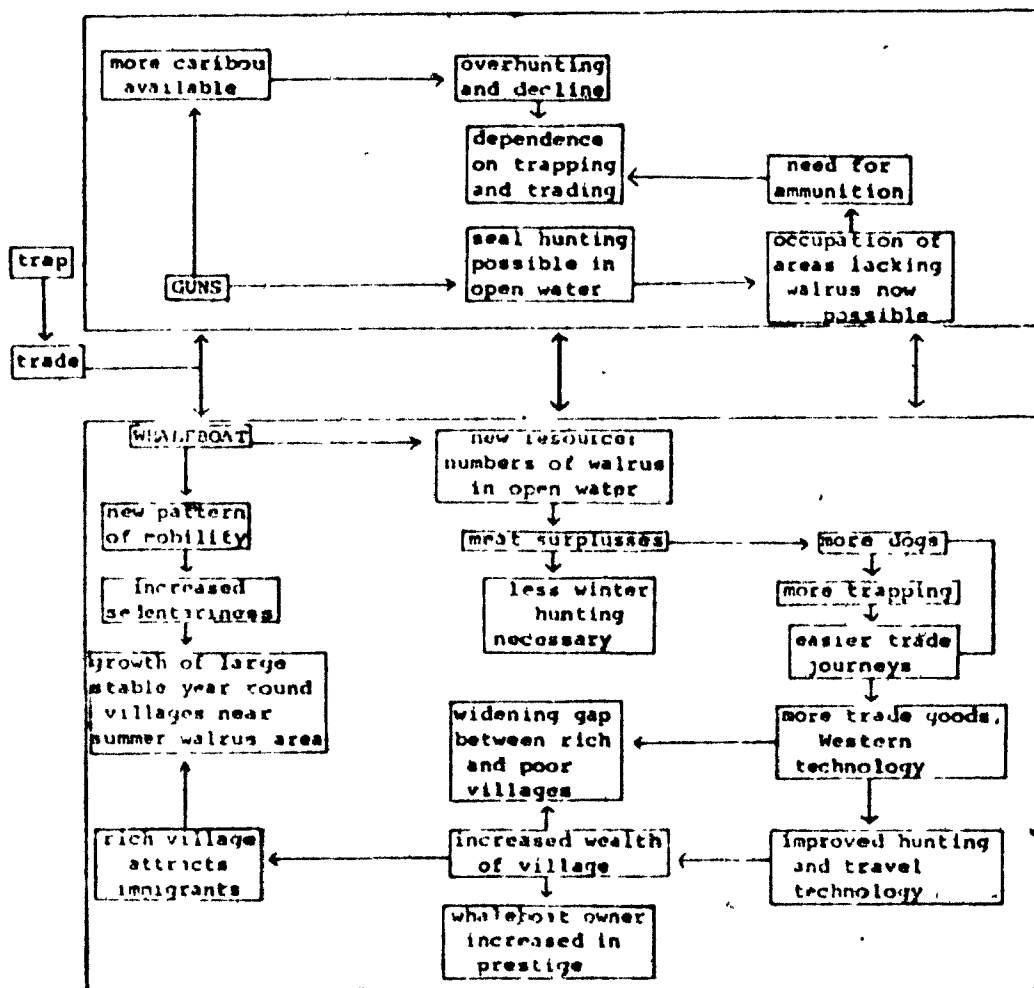 more caribou
available
overhunting
and decline
dependence
on trapping
and trading
need for
ammunition
trap
GUNS
seal hunting
possible in
open water
occupation of
areas lacking
walrus now
possible
trade
WHALEBOAT
new resource:
numbers of walrus
in open water
new pattern
of mobility
meat surplusses
more dogs
increased
less winter
hunting
necessary
more trapping
easier trade
journeys
growth of large
stable year round
villages near
summer walrus area
widening gap
between rich
and poor
villages
more trade goods,
Western
technology
rich village
attricts
immigrants
increased wealth
of village
improved hunting
and travel
technology
whaleboat owner
increased in
prestige